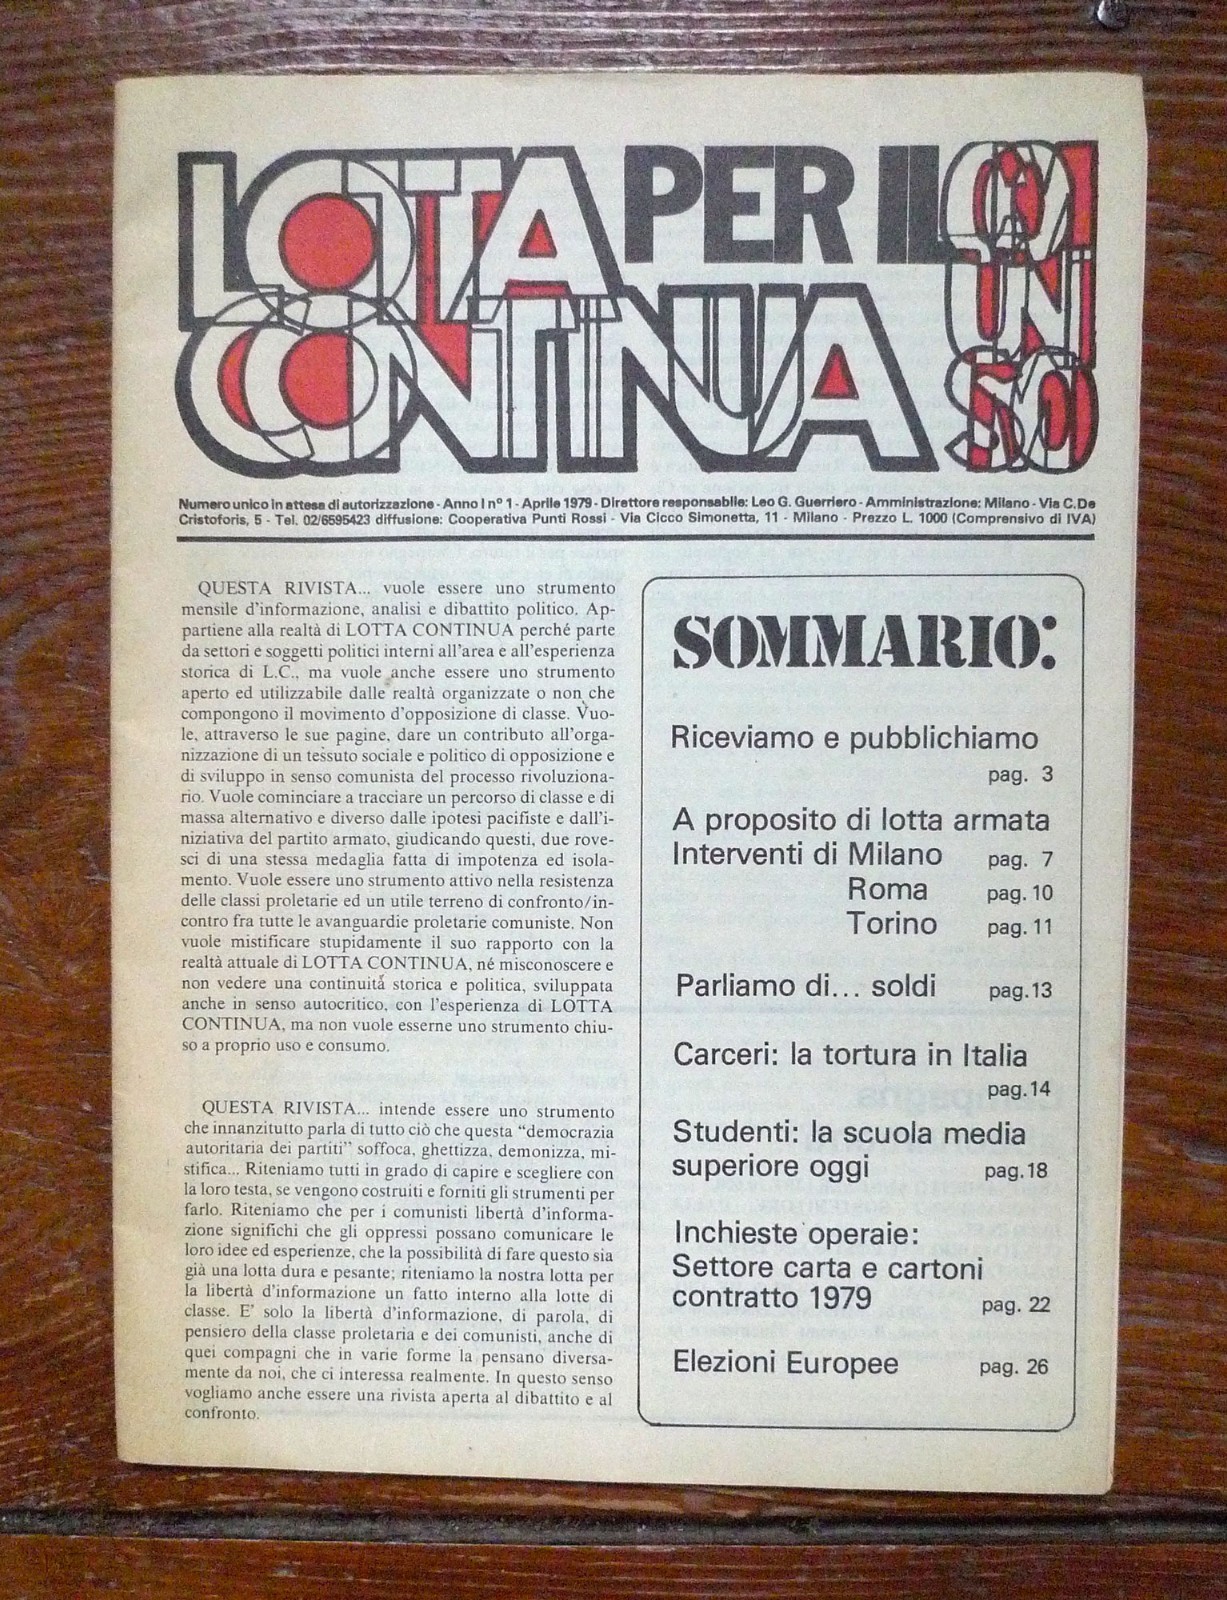 LOTTA PER IL
CONTINUA
COMUNISMO
Numero unico in attesa di autorizzazione - Anno I n° 1 - Aprile 1979 - Direttore responsabile: Leo G. Guerriero - Amministrazione: Milano - Via C.De
Cristoforis, 5 - Tel. 02/6595423 diffusione: Cooperativa Punti Rossi - Via Cicco Simonetta, 11 - Milano - Prezzo L. 1000 (Comprensivo di IVA)
QUESTA RIVISTA... vuole essere uno strumento
mensile d'informazione, analisi e dibattito politico. Ap-
partiene alla realtà di LOTTA CONTINUA perché parte
da settori e soggetti politici interni all'area e all'esperienza
storica di L.C., ma vuole anche essere uno strumento
aperto ed utilizzabile dalle realtà organizzate o non che
compongono il movimento d'opposizione di classe. Vuo-
le, attraverso le sue pagine, dare un contributo all'orga-
nizzazione di un tessuto sociale e politico di opposizione e
di sviluppo in senso comunista del processo rivoluziona-
rio. Vuole cominciare a tracciare un percorso di classe e di
massa alternativo e diverso dalle ipotesi pacifiste e dall'i-
niziativa del partito armato, giudicando questi, due rove-
sci di una stessa medaglia fatta di impotenza ed isola-
mento. Vuole essere uno strumento attivo nella resistenza
delle classi proletarie ed un utile terreno di confronto/in-
contro fra tutte le avanguardie proletarie comuniste. Non
vuole mistificare stupidamente il suo rapporto con la
realtà attuale di LOTTA CONTINUA, né misconoscere e
non vedere una continuità storica e politica, sviluppata
anche in senso autocritico, con l'esperienza di LOTTA
CONTINUA, ma non vuole esserne uno strumento chiu-
so a proprio uso e consumo.
QUESTA RIVISTA... intende essere uno strumento
che innanzitutto parla di tutto ciò che questa "democrazia
autoritaria dei partiti" soffoca, ghettizza, demonizza, mi-
stifica... Riteniamo tutti in grado di capire e scegliere con
la loro testa, se vengono costruiti e forniti gli strumenti per
farlo. Riteniamo che per i comunisti libertà d'informa-
zione significhi che gli oppressi possano comunicare le
loro idee ed esperienze, che la possibilità di fare questo sia
già una lotta dura e pesante; riteniamo la nostra lotta per
la libertà d'informazione un fatto interno alla lotte di
classe. E' solo la libertà d'informazione, di parola, di
pensiero della classe proletaria e dei comunisti, anche di
quei compagni che in varie forme la pensano diversa-
mente da noi, che ci interessa realmente. In questo senso
vogliamo anche essere una rivista aperta al dibattito e al
confronto.
SOMMARIO:
Riceviamo e pubblichiamo
pag. 3
A proposito di lotta armata
Interventi di Milano pag. 7
Roma pag. 10
Torino pag. 11
Parliamo di... soldi pag. 13
Carceri: la tortura in Italia
pag. 14
Studenti: la scuola media
superiore oggi pag. 18
Inchieste operaie:
Settore carta e cartoni
contratto 1979 pag. 22
Elezioni Europee pag. 26